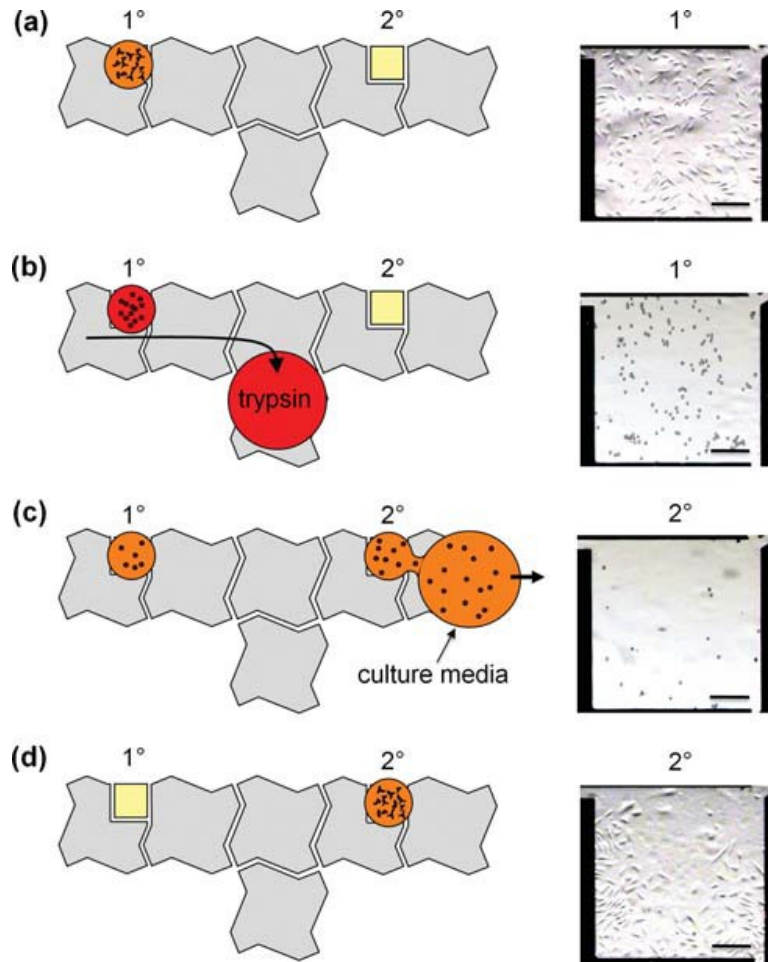 (a)
1° 2° 1°
(b)
1° 2° 1°
trypsin
(c)
1° 2° 2°
culture media
(d)
1° 2° 2°